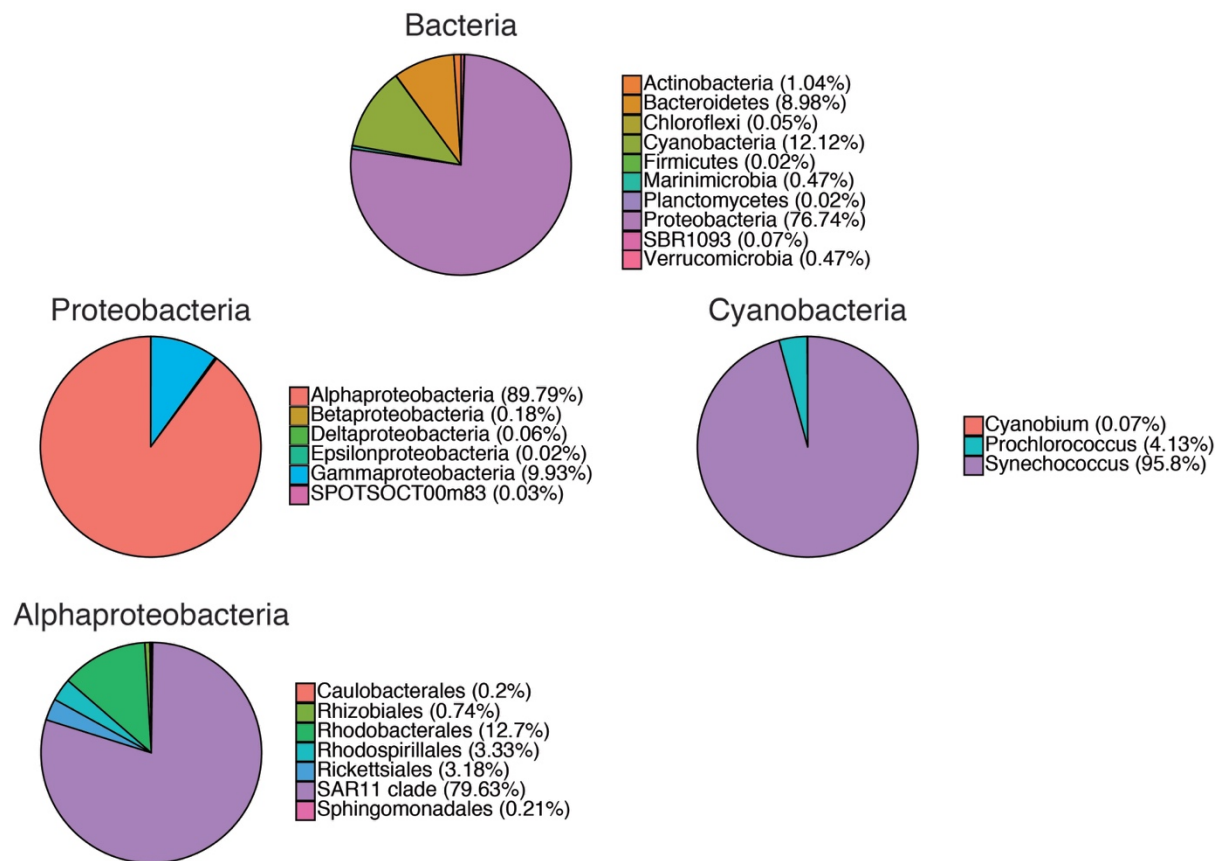 Bacteria
Actinobacteria (1.04%)
Bacteroidetes (8.98%)
Chloroflexi (0.05%)
Cyanobacteria (12.12%)
Firmicutes (0.02%)
Marinimicrobia (0.47%)
Planctomycetes (0.02%)
Proteobacteria (76.74%)
SBR1093 (0.07%)
Verrucomicrobia (0.47%)
Proteobacteria
Alphaproteobacteria (89.79%)
Betaproteobacteria (0.18%)
Deltaproteobacteria (0.06%)
Epsilonproteobacteria (0.02%)
Gammaproteobacteria (9.93%)
SPOTSOCT00m83 (0.03%)
Cyanobacteria
Cyanobium (0.07%)
Prochlorococcus (4.13%)
Synechococcus (95.8%)
Alphaproteobacteria
Caulobacterales (0.2%)
Rhizobiales (0.74%)
Rhodobacterales (12.7%)
Rhodospirillales (3.33%)
Rickettsiales (3.18%)
SAR11 clade (79.63%)
Sphingomonadales (0.21%)